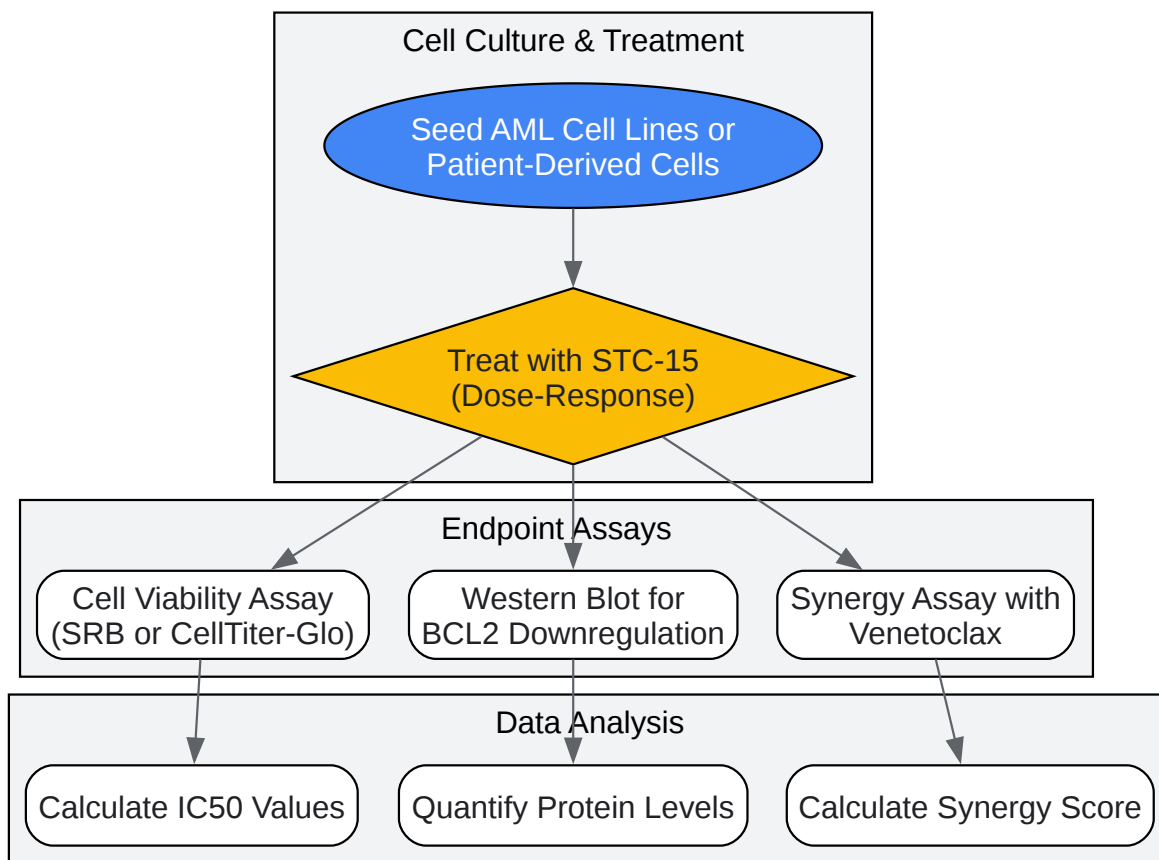 Cell Culture & Treatment
Seed AML Cell Lines or
Patient-Derived Cells
Treat with STC-15
(Dose-Response)
Endpoint Assays
Cell Viability Assay
(SRB or CellTiter-Glo)
Western Blot for
BCL2 Downregulation
Synergy Assay with
Venetoclax
Data Analysis
Calculate IC50 Values
Quantify Protein Levels
Calculate Synergy Score